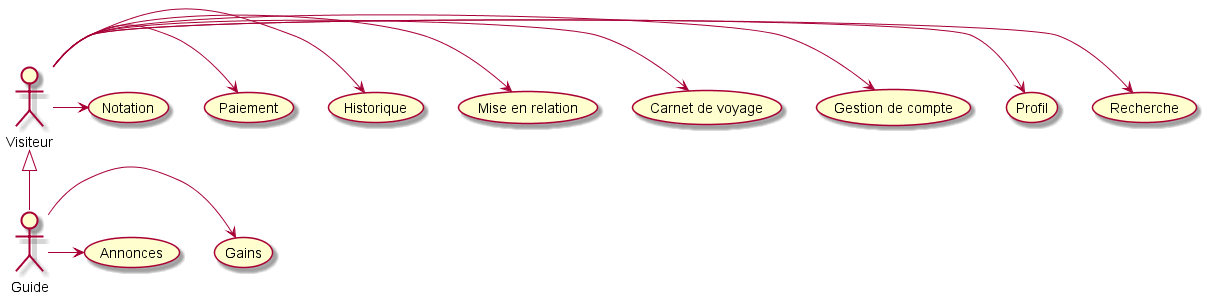 Notation
Paiement
Historique
Mise en relation
Carnet de voyage
Gestion de compte
Profil
Recherche
Visiteur
Annonces
Gains
Guide